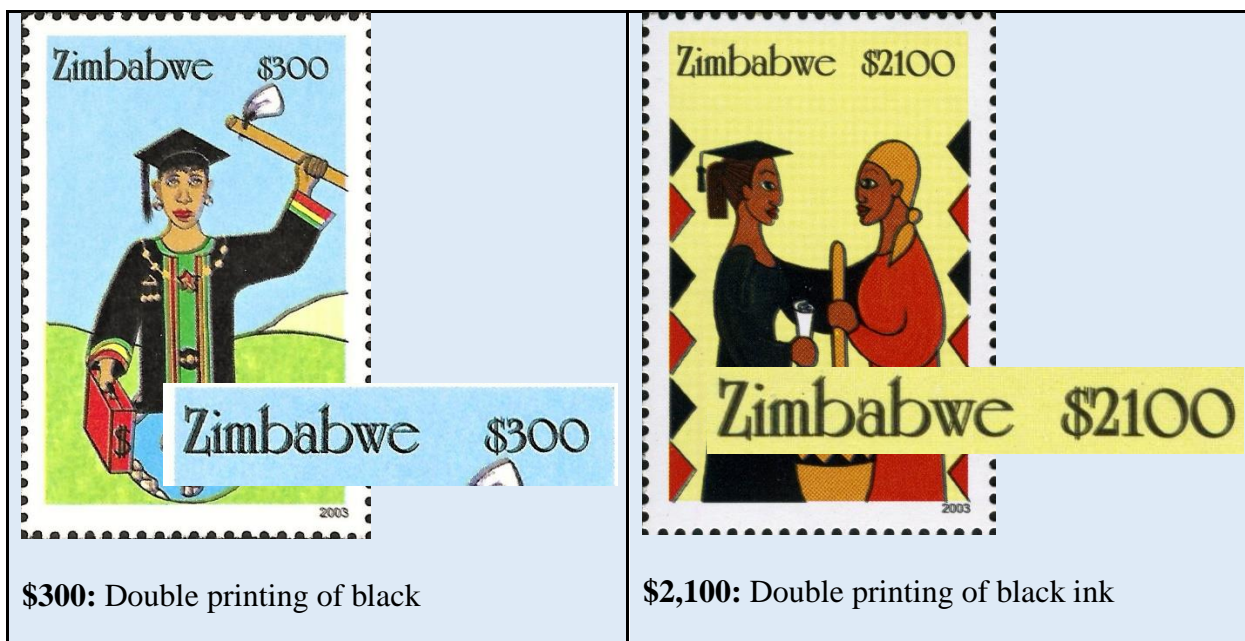 Zimbabwe $300
$
Zimbabwe $300
2003
$300: Double printing of black
Zimbabwe $2100
Zimbabwe $2100
2003
$2,100: Double printing of black ink